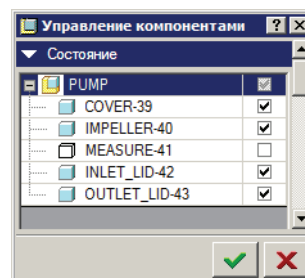 Управление компонентами
Состояние
PUMP
COVER-39
IMPELLER-40
MEASURE-41
INLET_LID-42
OUTLET_LID-43